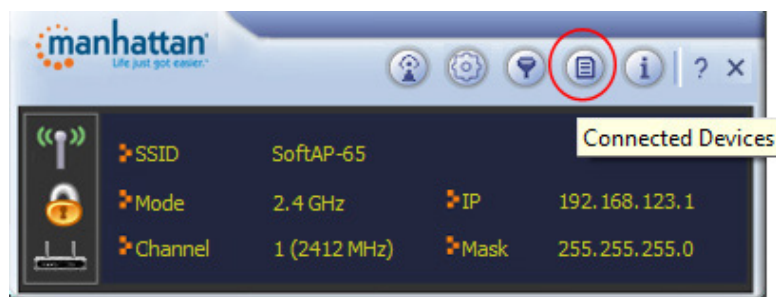 manhattan
Life just got easier.
i ? ×
Connected Devices
SSID SoftAP-65
Mode 2.4 GHz IP 192.168.123.1
Channel 1 (2412 MHz) Mask 255.255.255.0